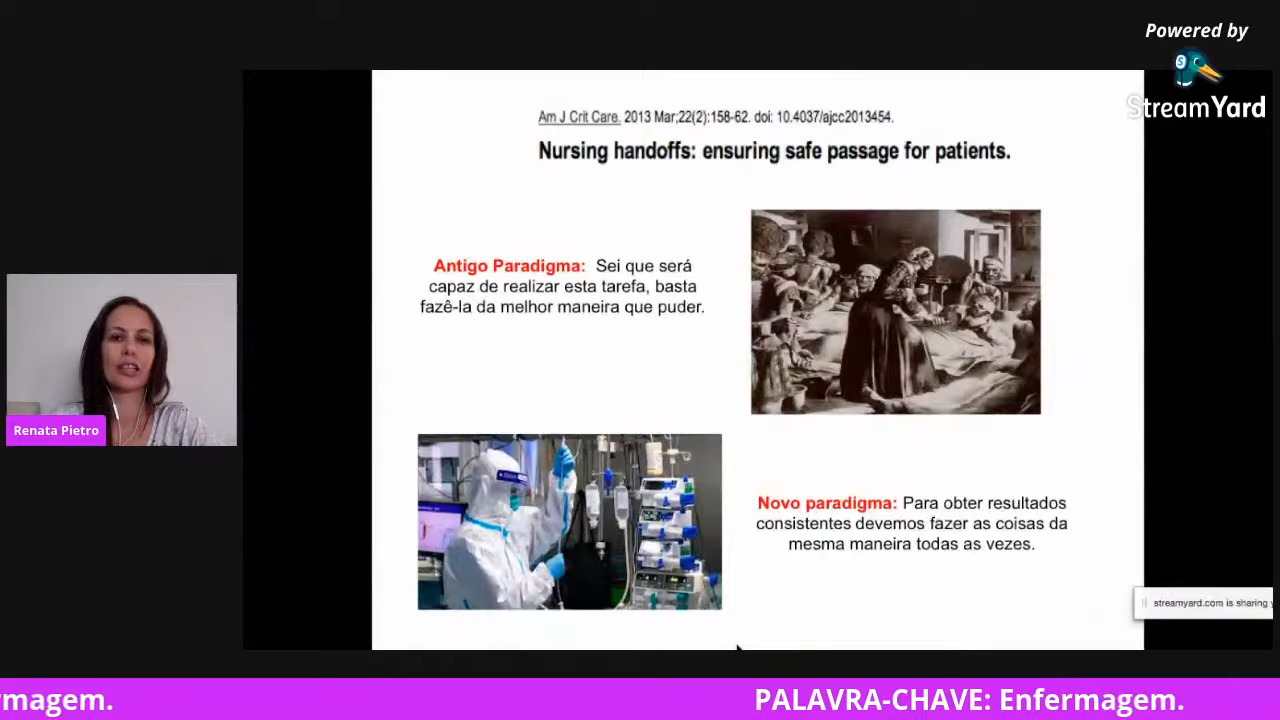 Powered by
StreamYard
Am J Crit Care. 2013 Mar;22(2):158-62. doi: 10.4037/ajcc2013454.
Nursing handoffs: ensuring safe passage for patients.
Antigo Paradigma: Sei que será
capaz de realizar esta tarefa, basta
fazê-la da melhor maneira que puder.
Renata Pietro
Novo paradigma: Para obter resultados
consistentes devemos fazer as coisas da
mesma maneira todas as vezes.
streamyard.com is sharing
rmagem.
PALAVRA-CHAVE: Enfermagem.